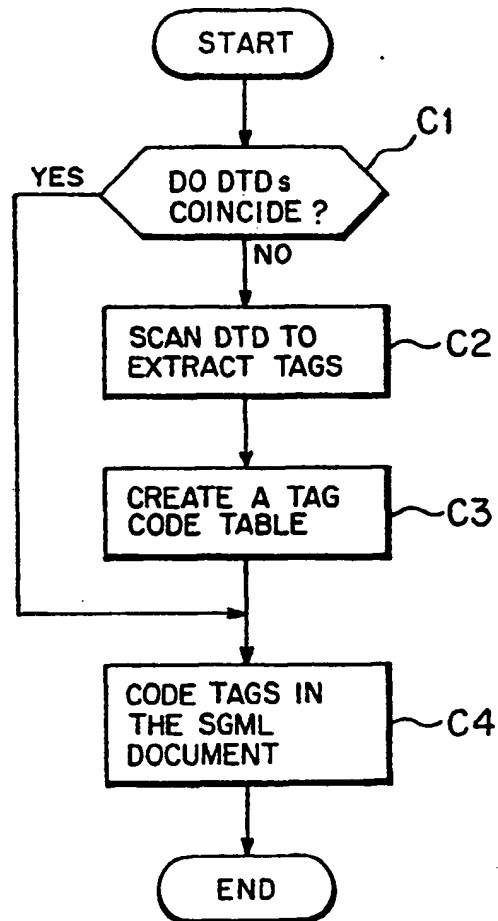 START
C1
YES
DO DTDs
COINCIDE ?
NO
SCAN DTD TO
EXTRACT TAGS
C2
CREATE A TAG
CODE TABLE
C3
CODE TAGS IN
THE SGML
DOCUMENT
C4
END